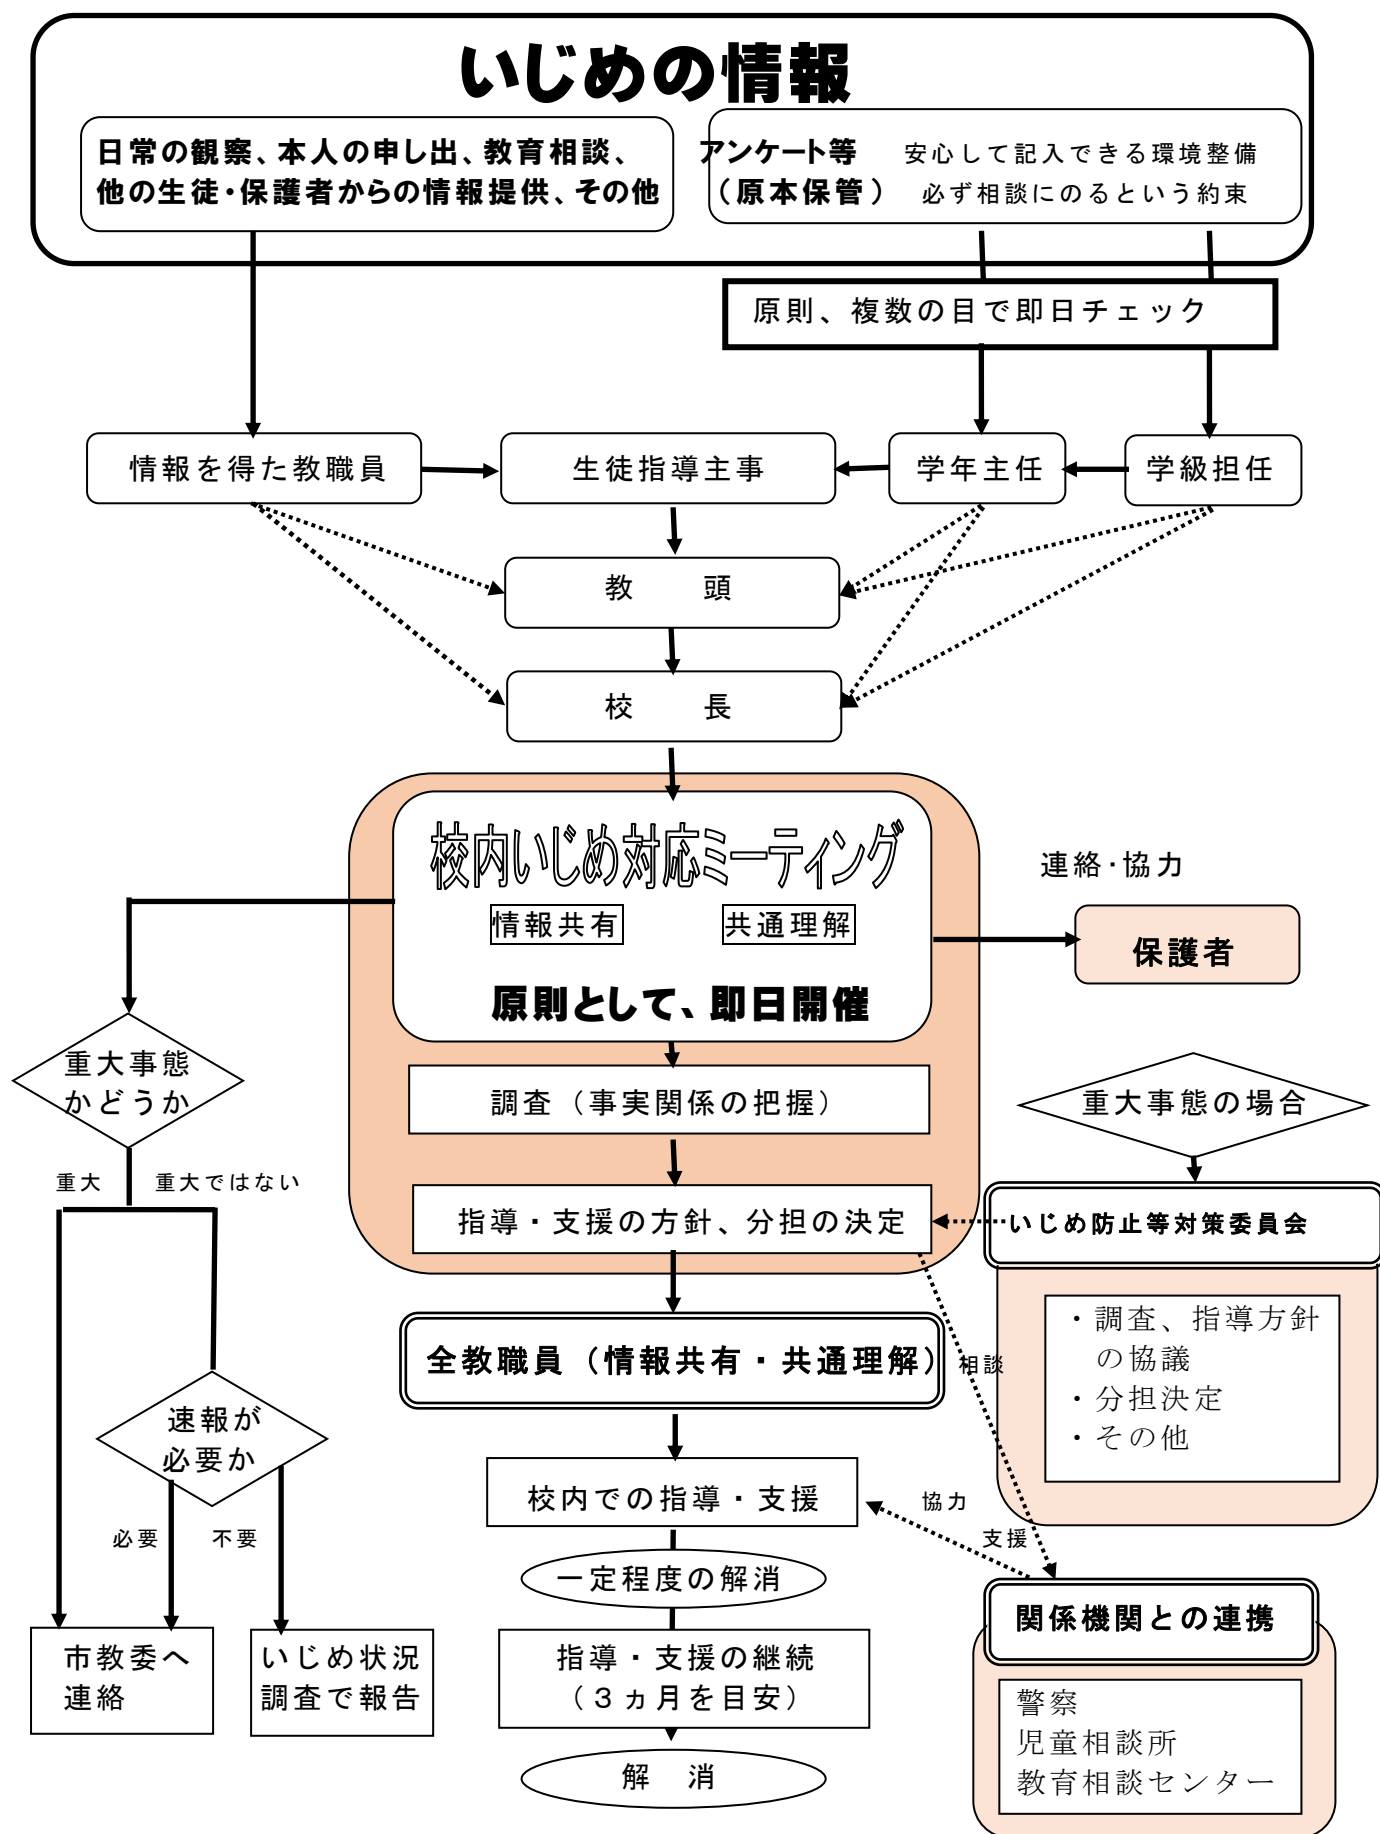 いじめの情報
日常の観察、本人の申し出、教育相談、
他の生徒・保護者からの情報提供、その他
アンケート等　安心して記入できる環境整備
（原本保管）　必ず相談にのるという約束
原則、複数の目で即日チェック
情報を得た教職員
生徒指導主事
学年主任
学級担任
教　頭
校　長
校内いじめ対応ミーティング
情報共有
共通理解
原則として、即日開催
連絡・協力
保護者
重大事態
かどうか
調査（事実関係の把握）
重大事態の場合
重大
重大ではない
指導・支援の方針、分担の決定
いじめ防止等対策委員会
・調査、指導方針
の協議
・分担決定
・その他
全教職員（情報共有・共通理解）
相談
速報が
必要か
校内での指導・支援
協力
支援
必要
不要
一定程度の解消
関係機関との連携
市教委へ
連絡
いじめ状況
調査で報告
指導・支援の継続
（３ヵ月を目安）
警察
児童相談所
教育相談センター
解　消